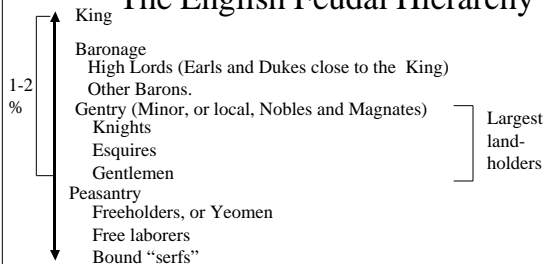 The English Feudal Hierarchy
King
Baronage
High Lords (Earls and Dukes close to the King)
Other Barons.
1-2
%
Gentry (Minor, or local, Nobles and Magnates)
Knights
Esquires
Gentlemen
Largest
land-
holders
Peasantry
Freeholders, or Yeomen
Free laborers
Bound “serfs”